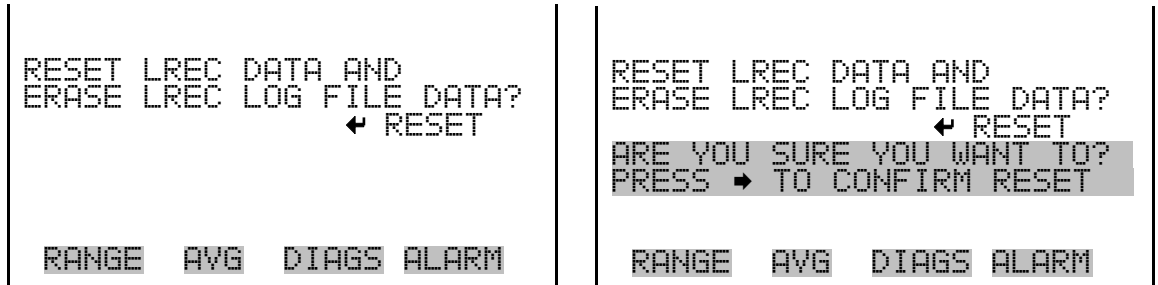 RESET LREC DATA AND
ERASE LREC LOG FILE DATA?
↵ RESET
RANGE AVG DIAGS ALARM
RESET LREC DATA AND
ERASE LREC LOG FILE DATA?
↵ RESET
ARE YOU SURE YOU WANT TO?
PRESS ➡ TO CONFIRM RESET
RANGE AVG DIAGS ALARM